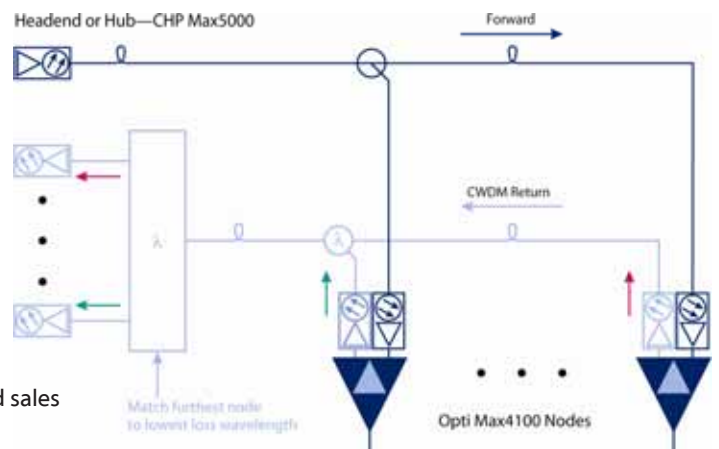 Headend or Hub—CHP Max5000
Forward
CWDM Return
λ
λ
d sales
Match furthest node
to lowest loss wavelength
Opti Max4100 Nodes